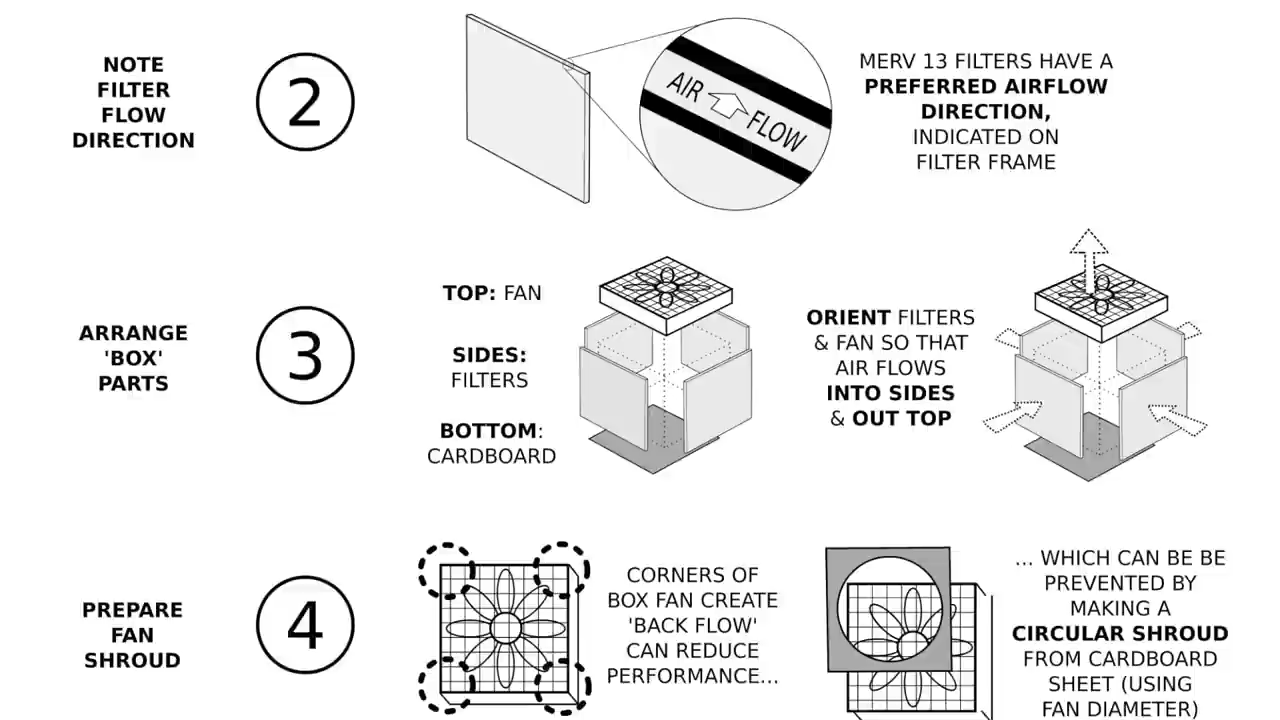 NOTE
FILTER
FLOW
DIRECTION
2
AIR FLOW
MERV 13 FILTERS HAVE A
PREFERRED AIRFLOW
DIRECTION,
INDICATED ON
FILTER FRAME
ARRANGE
'BOX'
PARTS
3
TOP: FAN
SIDES:
FILTERS
BOTTOM:
CARDBOARD
ORIENT FILTERS
& FAN SO THAT
AIR FLOWS
INTO SIDES
& OUT TOP
PREPARE
FAN
SHROUD
4
CORNERS OF
BOX FAN CREATE
'BACK FLOW'
CAN REDUCE
PERFORMANCE...
... WHICH CAN BE BE
PREVENTED BY
MAKING A
CIRCULAR SHROUD
FROM CARDBOARD
SHEET (USING
FAN DIAMETER)